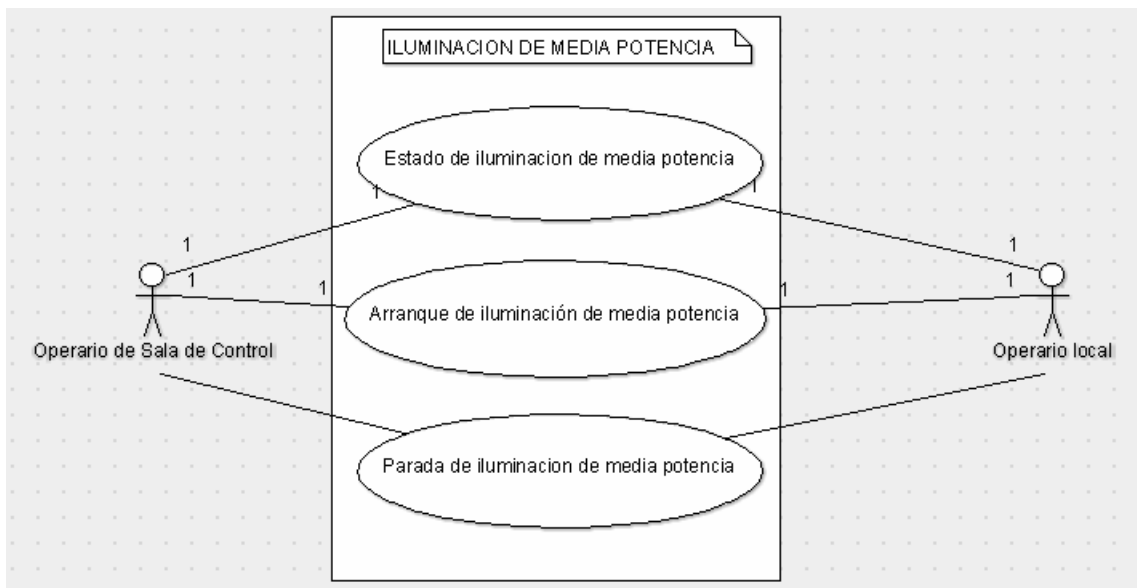 ILUMINACION DE MEDIA POTENCIA
Estado de iluminacion de media potencia
1
1
1
1
1
1
1
1
Arranque de iluminación de media potencia
Operario de Sala de Control
Operario local
Parada de iluminacion de media potencia